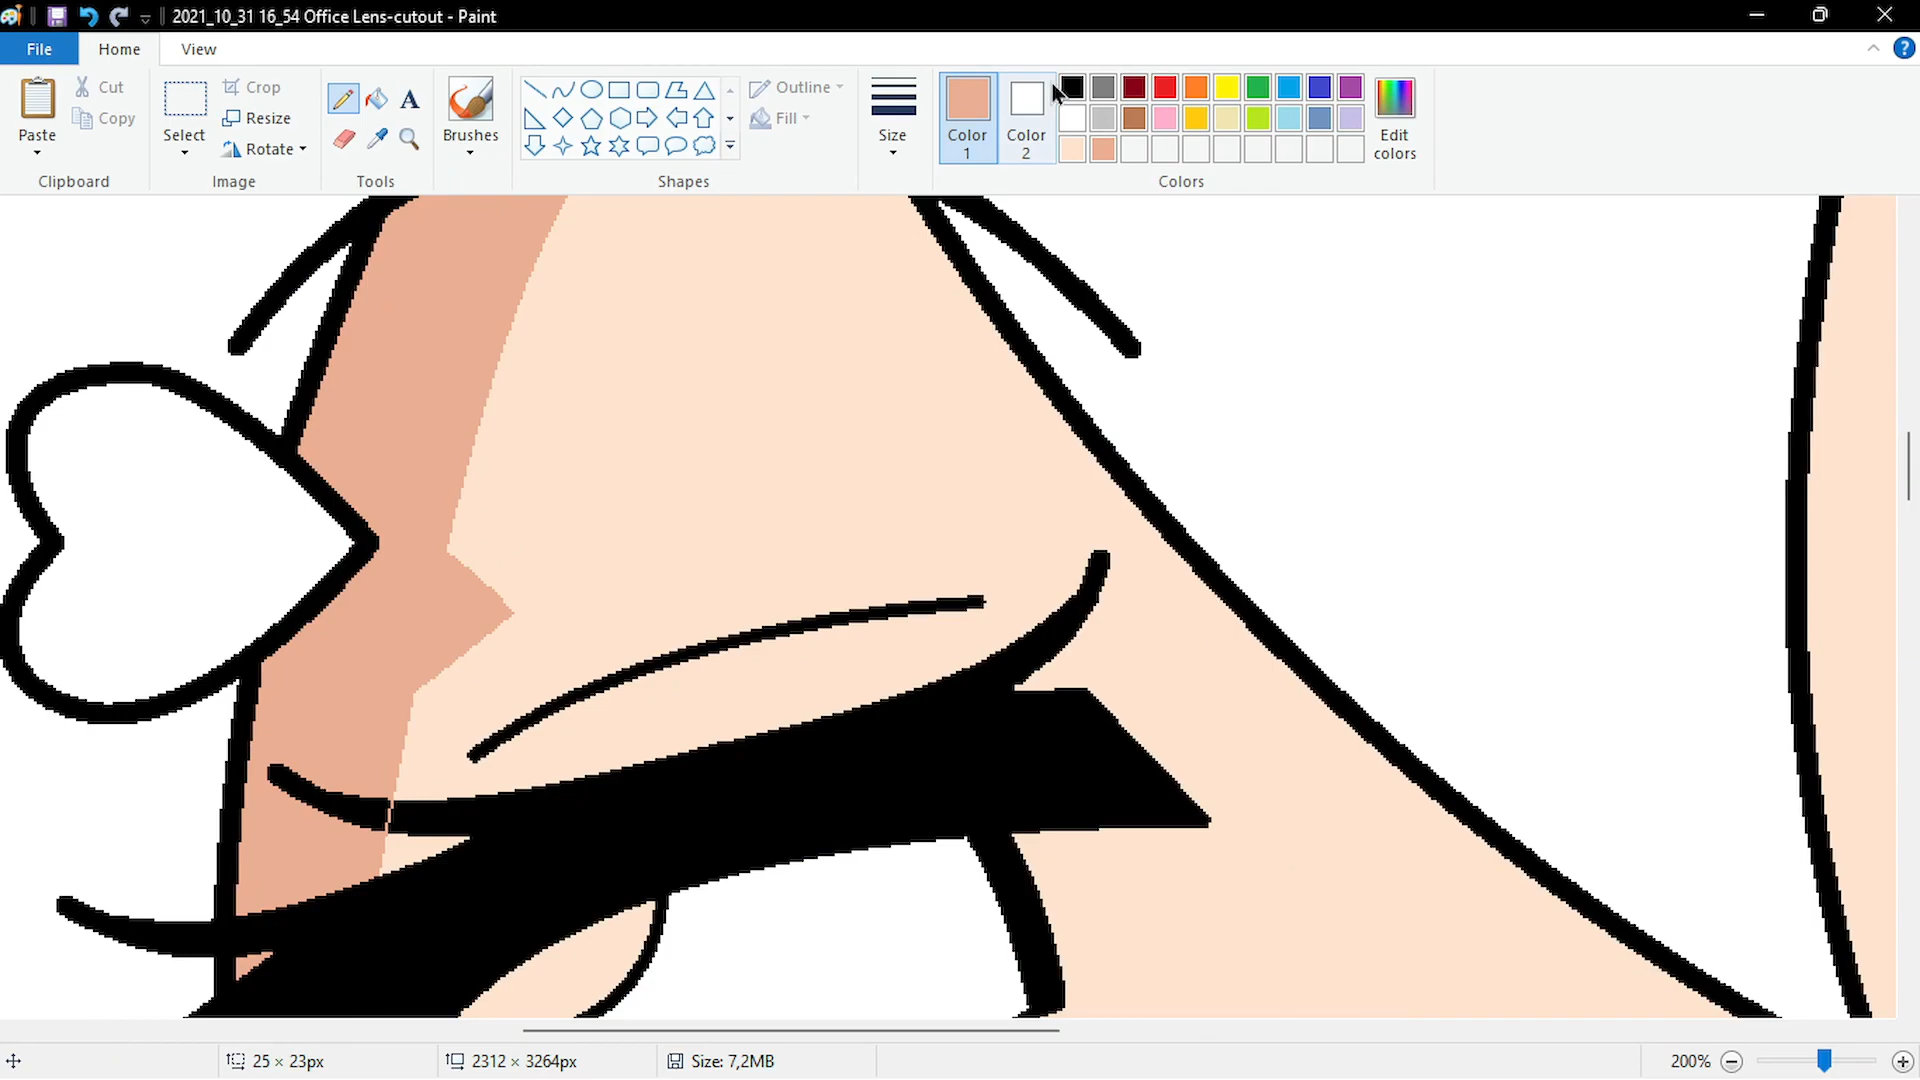 2021_10_31 16_54 Office Lens-cutout - Paint
File
Home
View
Paste
Cut
Copy
Clipboard
Select
Crop
Resize
Rotate
Image
A
Tools
Brushes
Shapes
Outline
Fill
Size
Color 1
Color 2
Edit colors
Colors
25 × 23px
2312 × 3264px
Size: 7,2MB
200%